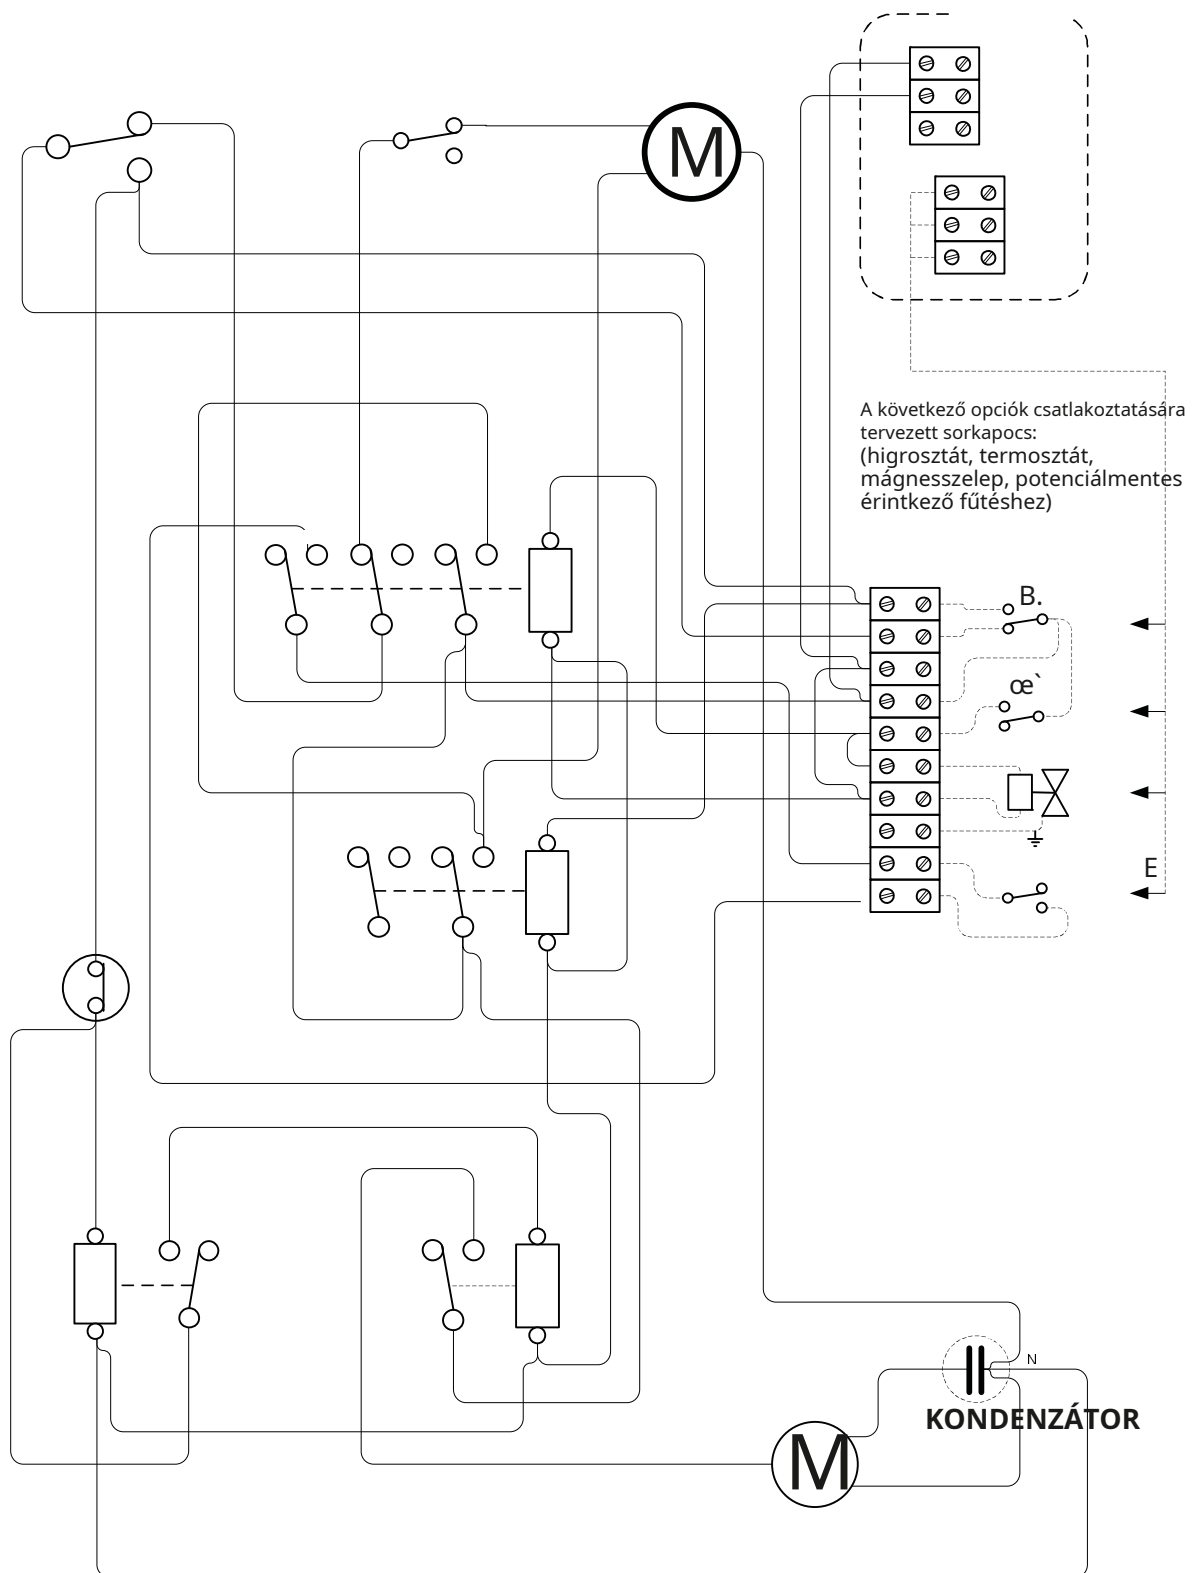 M
A következő opciók csatlakoztatására
tervezett sorkapocs:
(higrosztát, termosztát,
mágnesszelep, potenciálmentes
érintkező fűtéshez)
B.
œ`
E
N
KONDENZÁTOR
M